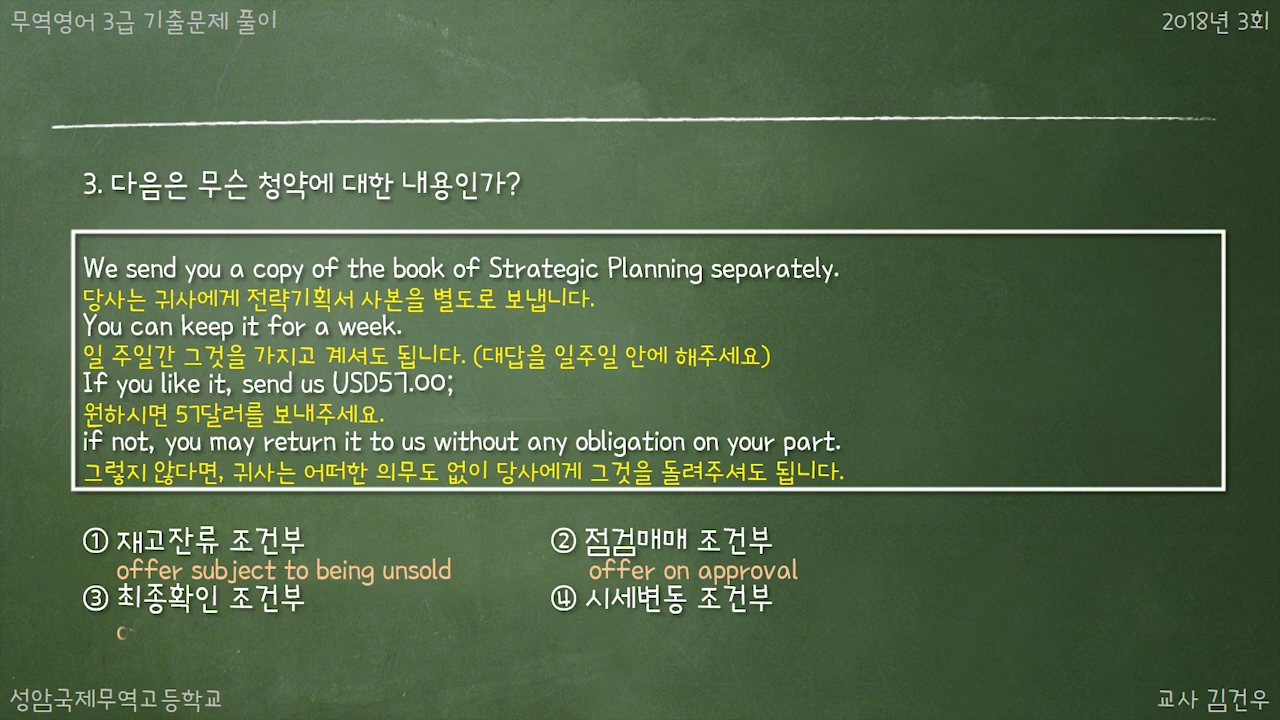 무역영어 3급 기출문제 풀이
2018년 3회
3. 다음은 무슨 청약에 대한 내용인가?
We send you a copy of the book of Strategic Planning separately.
당사는 귀사에게 전략기획서 사본을 별도로 보냅니다.
You can keep it for a week.
일 주일간 그것을 가지고 계셔도 됩니다. (대답을 일주일 안에 해주세요)
If you like it, send us USD57.00;
원하시면 57달러를 보내주세요.
if not, you may return it to us without any obligation on your part.
그렇지 않다면, 귀사는 어떠한 의무도 없이 당사에게 그것을 돌려주셔도 됩니다.
① 재고잔류 조건부 ② 점검매매 조건부
offer subject to being unsold offer on approval
③ 최종확인 조건부 ④ 시세변동 조건부
성암국제무역고등학교
교사 김건우